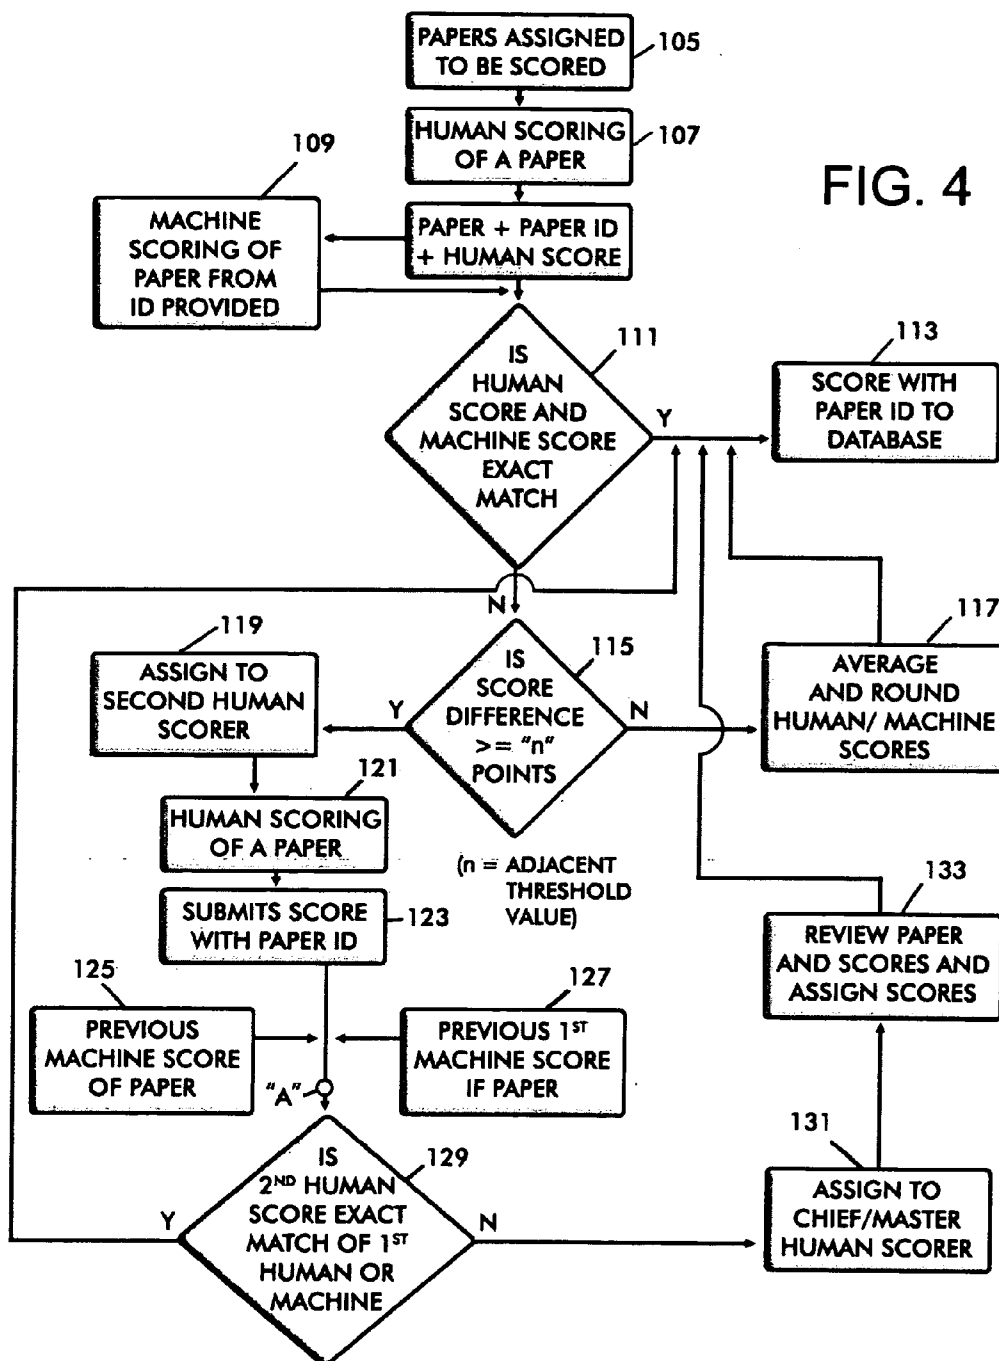 FIG. 4
PAPERS ASSIGNED
TO BE SCORED
105
HUMAN SCORING
OF A PAPER
107
109
MACHINE
SCORING OF
PAPER FROM
ID PROVIDED
PAPER + PAPER ID
+ HUMAN SCORE
111
IS
HUMAN
SCORE AND
MACHINE SCORE
EXACT
MATCH
Y
N
113
SCORE WITH
PAPER ID TO
DATABASE
115
IS
SCORE
DIFFERENCE
>= "n"
POINTS
Y
N
(n = ADJACENT
THRESHOLD
VALUE)
117
AVERAGE
AND ROUND
HUMAN/ MACHINE
SCORES
119
ASSIGN TO
SECOND HUMAN
SCORER
121
HUMAN SCORING
OF A PAPER
SUBMITS SCORE
WITH PAPER ID
123
125
PREVIOUS
MACHINE SCORE
OF PAPER
127
PREVIOUS 1ST
MACHINE SCORE
IF PAPER
"A"
129
IS
2ND HUMAN
SCORE EXACT
MATCH OF 1ST
HUMAN OR
MACHINE
Y
N
131
ASSIGN TO
CHIEF/MASTER
HUMAN SCORER
133
REVIEW PAPER
AND SCORES AND
ASSIGN SCORES